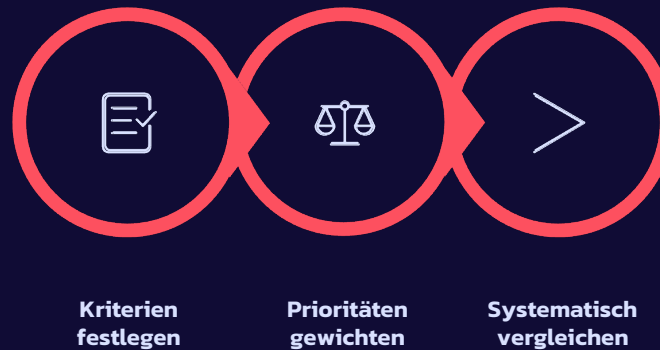 Kriterien
festlegen
Prioritäten
gewichten
Systematisch
vergleichen